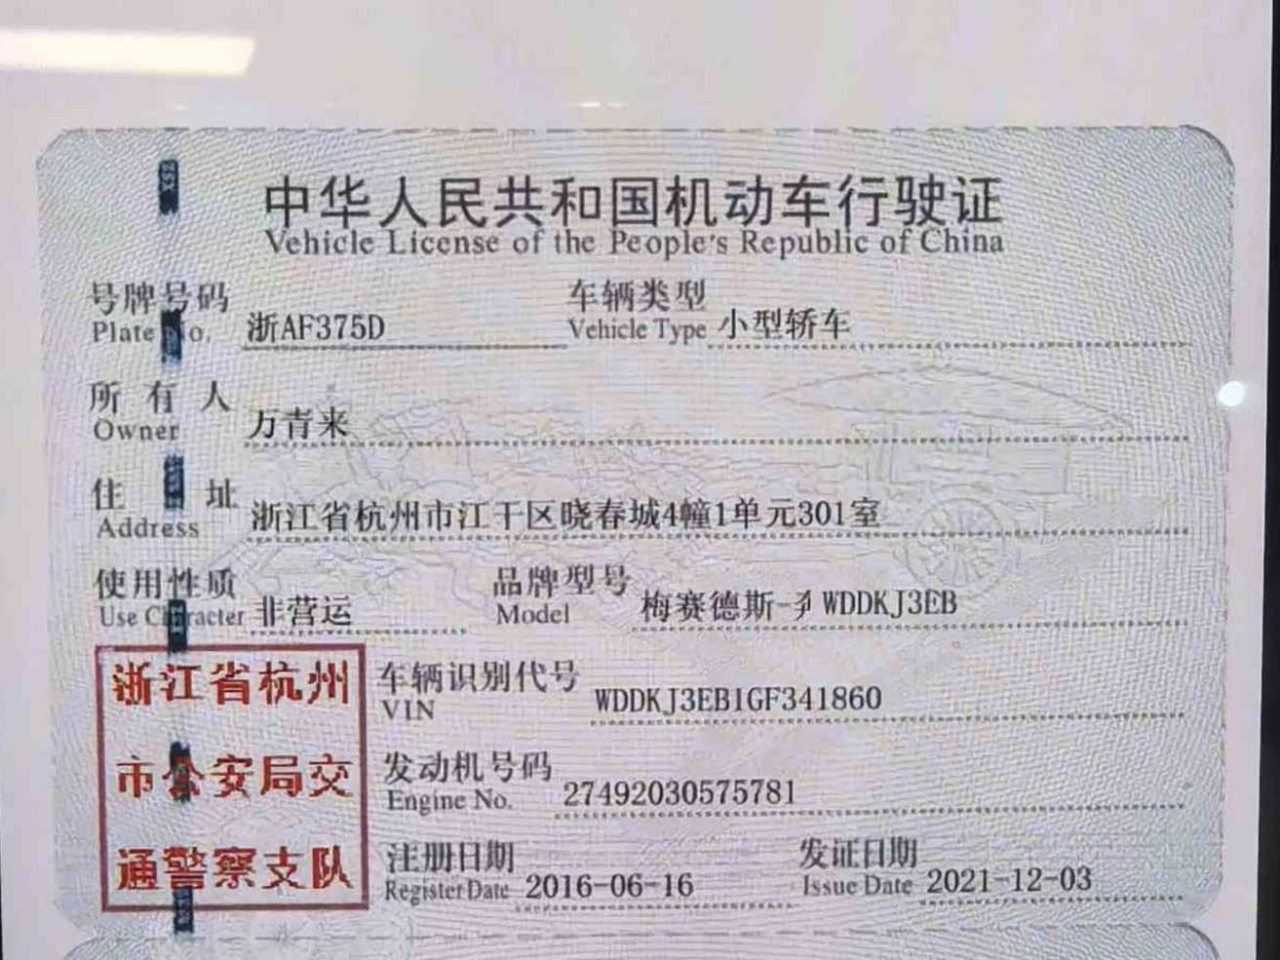 中华人民共和国机动车行驶证
Vehicle License of the People's Republic of China
号牌号码 浙AF375D 车辆类型 小型轿车
Plate No. Vehicle Type
所有人 万青来
Owner
住址 浙江省杭州市江干区晓春城4幢1单元301室
Address
使用性质 非营运 品牌型号 梅赛德斯- WDDKJ3EB
Use Character Model
浙江省杭州
市公安局交
通警察支队
车辆识别代号 WDDKJ3EB1GF341860
VIN
发动机号码 27492030575781
Engine No.
注册日期 2016-06-16 发证日期 2021-12-03
Register Date Issue Date